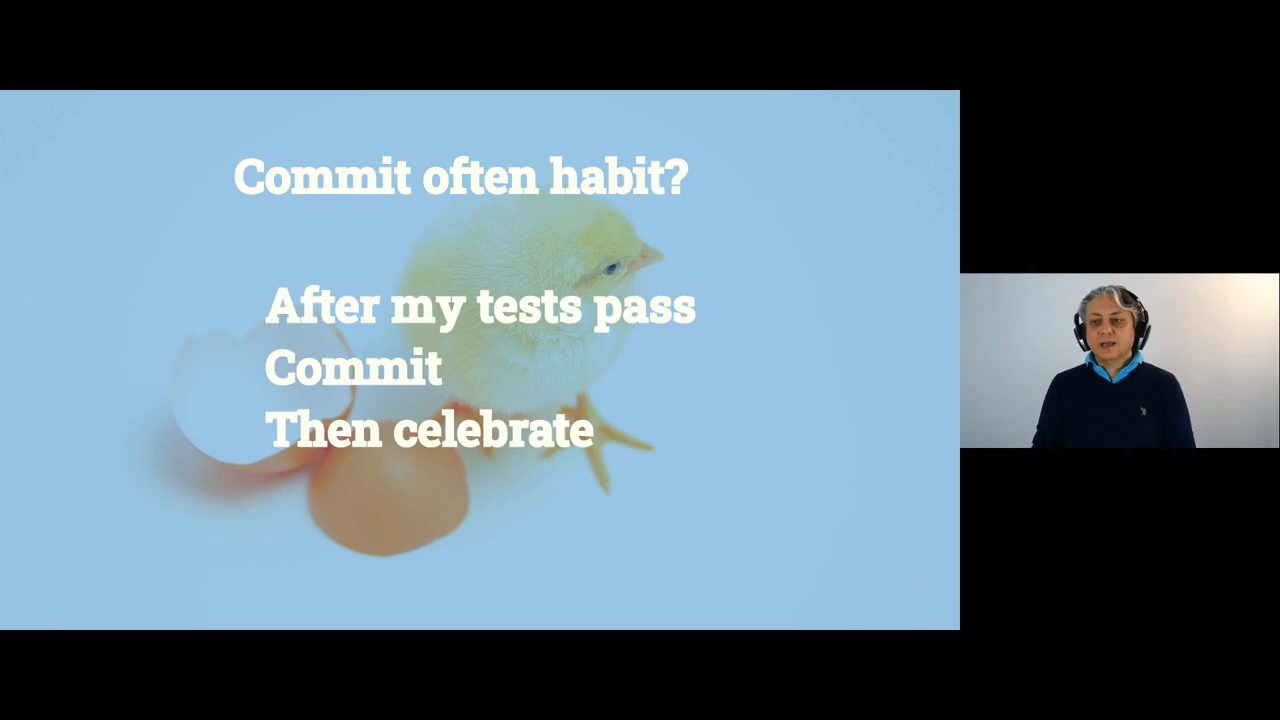 Commit often habit?
After my tests pass
Commit
Then celebrate